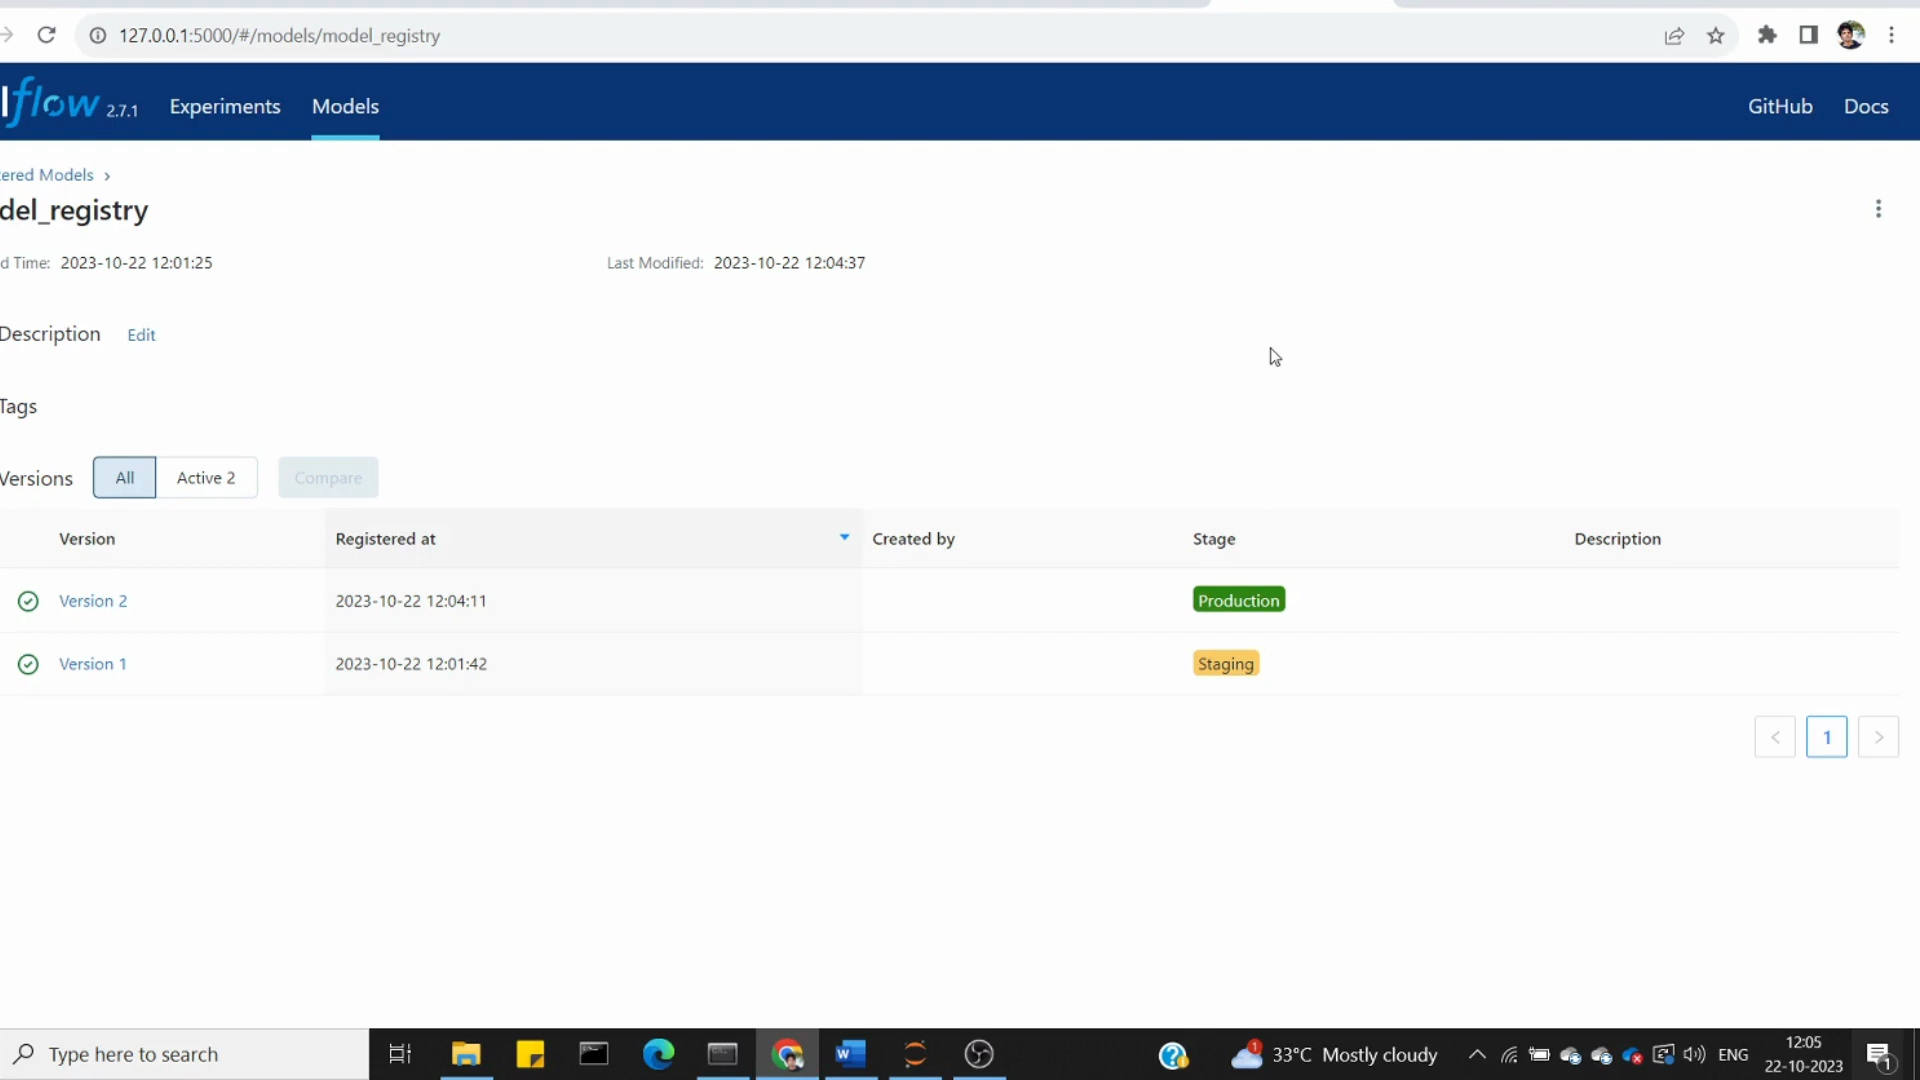 127.0.0.1:5000/#/models/model_registry
lflow 2.7.1 Experiments Models GitHub Docs
ered Models >
del_registry
d Time: 2023-10-22 12:01:25 Last Modified: 2023-10-22 12:04:37
Description Edit
Tags
Versions All Active 2 Compare
Version Registered at Created by Stage Description
Version 2 2023-10-22 12:04:11 Production
Version 1 2023-10-22 12:01:42 Staging
< 1 >
Type here to search 1 33°C Mostly cloudy ENG 12:05 1
22-10-2023